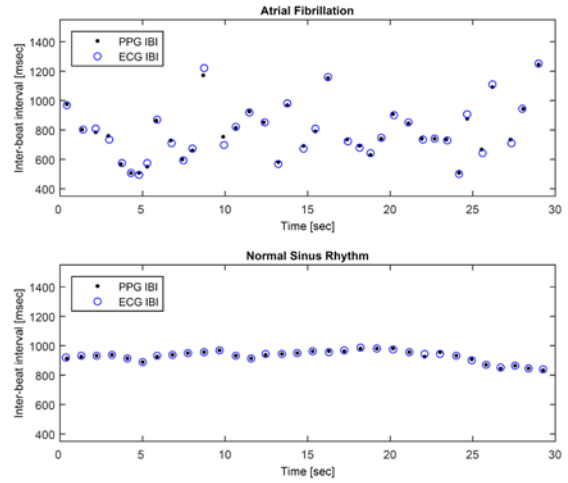 Atrial Fibrillation
1400
1200
1000
800
600
400
Inter-beat interval [msec]
PPG IBI
ECG IBI
0 5 10 15 20 25 30
Time [sec]
Normal Sinus Rhythm
1400
1200
1000
800
600
400
Inter-beat interval [msec]
PPG IBI
ECG IBI
0 5 10 15 20 25 30
Time [sec]